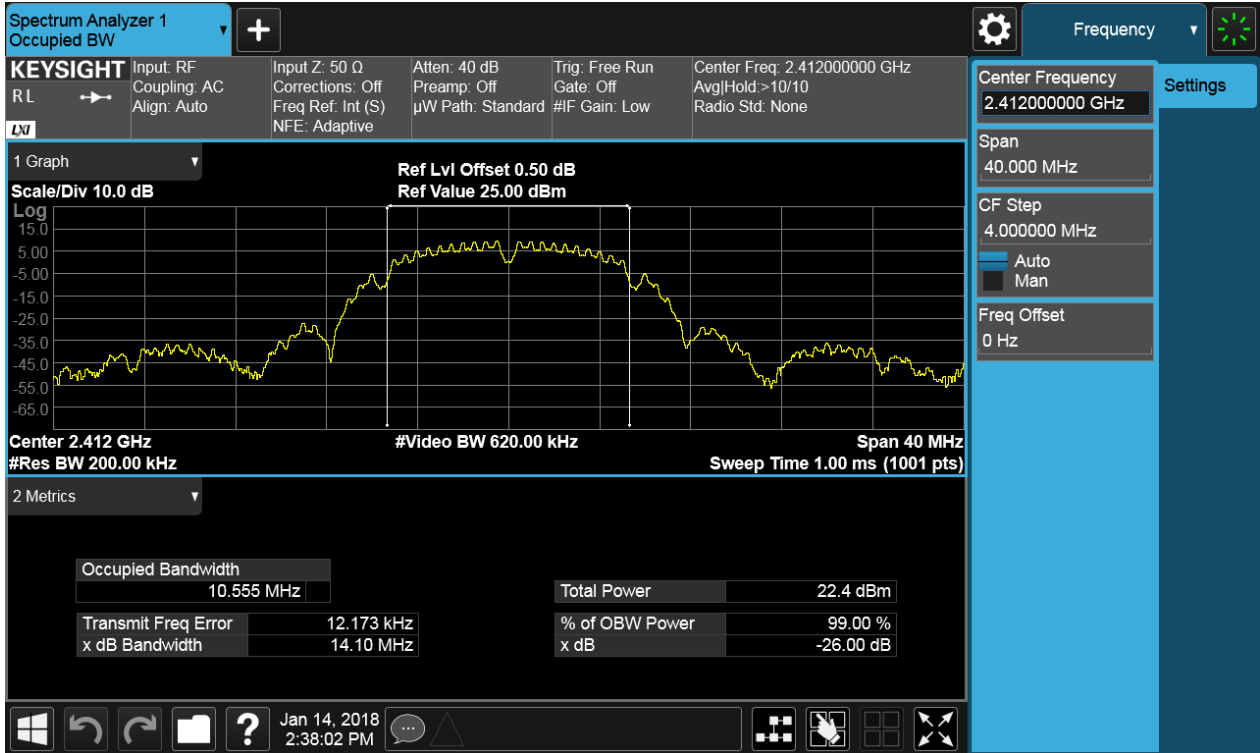 Spectrum Analyzer 1
Occupied BW
Frequency
KEYSIGHT
RL
LXI
Input: RF
Coupling: AC
Align: Auto
Input Z: 50 Ω
Corrections: Off
Freq Ref: Int (S)
NFE: Adaptive
Atten: 40 dB
Preamp: Off
µW Path: Standard
Trig: Free Run
Gate: Off
#IF Gain: Low
Center Freq: 2.412000000 GHz
Avg|Hold:>10/10
Radio Std: None
Center Frequency
2.412000000 GHz
Settings
Span
40.000 MHz
CF Step
4.000000 MHz
Auto
Man
Freq Offset
0 Hz
1 Graph
Ref Lvl Offset 0.50 dB
Scale/Div 10.0 dB
Ref Value 25.00 dBm
Log
15.0
5.00
-5.00
-15.0
-25.0
-35.0
-45.0
-55.0
-65.0
Center 2.412 GHz
#Video BW 620.00 kHz
Span 40 MHz
#Res BW 200.00 kHz
Sweep Time 1.00 ms (1001 pts)
2 Metrics
Occupied Bandwidth
10.555 MHz
Total Power 22.4 dBm
Transmit Freq Error 12.173 kHz
% of OBW Power 99.00 %
x dB Bandwidth 14.10 MHz
x dB -26.00 dB
?
Jan 14, 2018
2:38:02 PM